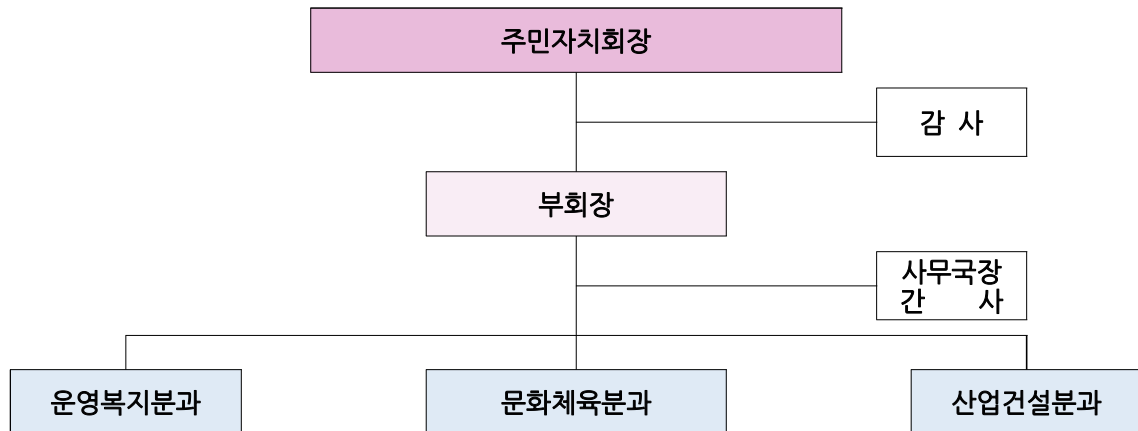 주민자치회장
감 사
부회장
사무국장
간 사
운영복지분과
문화체육분과
산업건설분과